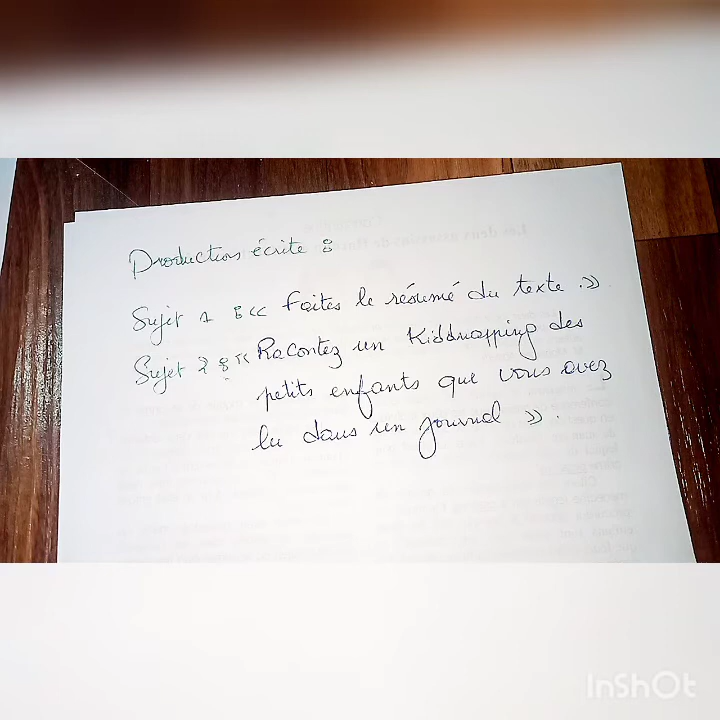 Production écrite :
Sujet 1 : << Faites le résumé du texte. >>
Sujet 2 : << Racontez un Kiddnapping des
petits enfants que vous avez
lu dans un journal >>.
InShOt